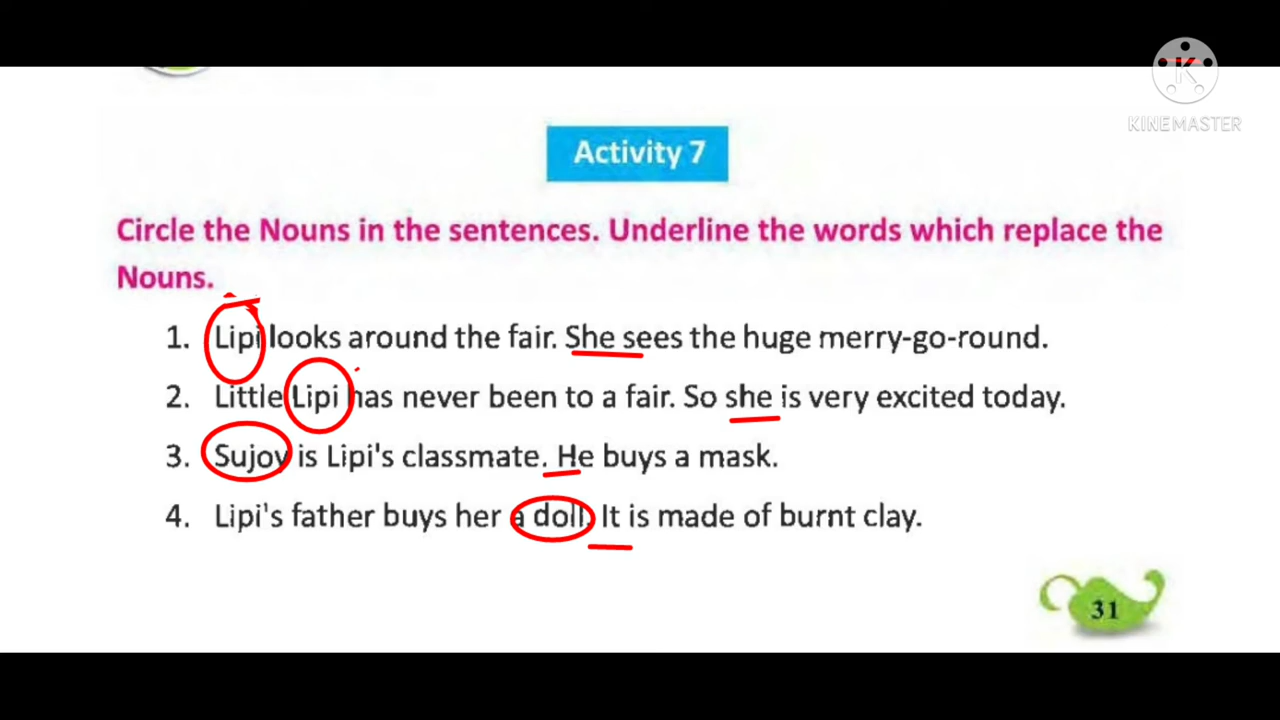 KINEMASTER
Activity 7
Circle the Nouns in the sentences. Underline the words which replace the
Nouns.
1. Lipi looks around the fair. She sees the huge merry-go-round.
2. Little Lipi has never been to a fair. So she is very excited today.
3. Sujoy is Lipi's classmate. He buys a mask.
4. Lipi's father buys her a doll. It is made of burnt clay.
31